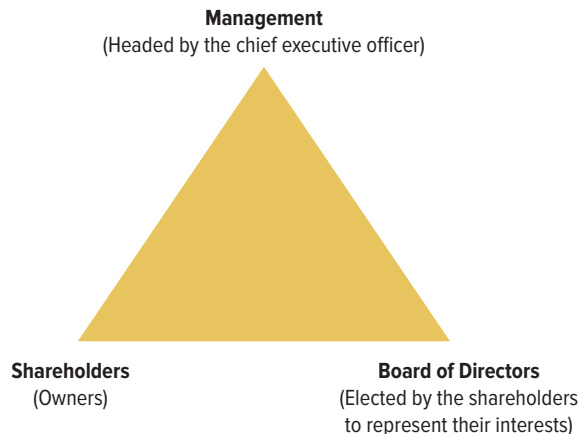 Management
(Headed by the chief executive officer)
Shareholders
(Owners)
Board of Directors
(Elected by the shareholders
to represent their interests)